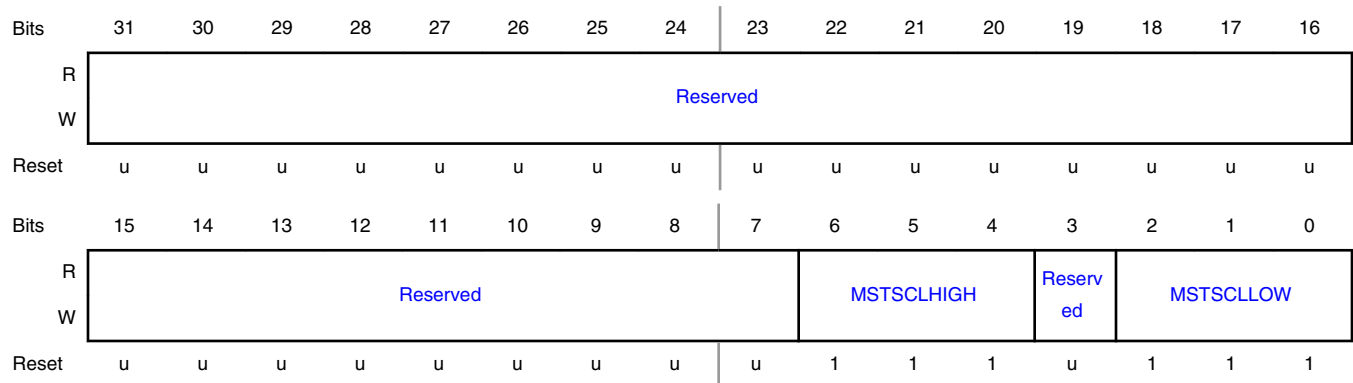 Bits 31 30 29 28 27 26 25 24 23 22 21 20 19 18 17 16
R
Reserved
W
Reset u u u u u u u u u u u u u u u u
Bits 15 14 13 12 11 10 9 8 7 6 5 4 3 2 1 0
R
Reserved MSTSCLHIGH Reserv
ed MSTSCLLOW
W
Reset u u u u u u u u u 1 1 1 u 1 1 1